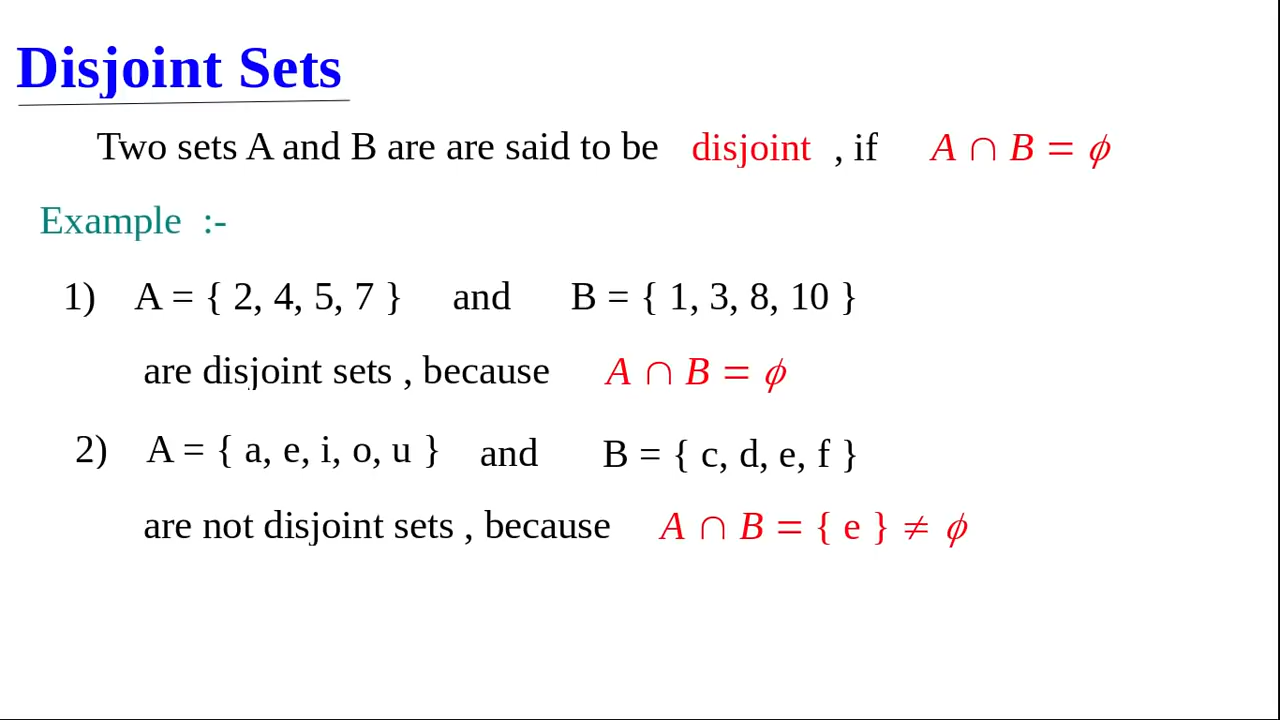 Disjoint Sets
Two sets A and B are are said to be disjoint , if A ∩ B = ϕ
Example :-
1) A = { 2, 4, 5, 7 } and B = { 1, 3, 8, 10 }
are disjoint sets , because A ∩ B = ϕ
2) A = { a, e, i, o, u } and B = { c, d, e, f }
are not disjoint sets , because A ∩ B = { e } ≠ ϕ